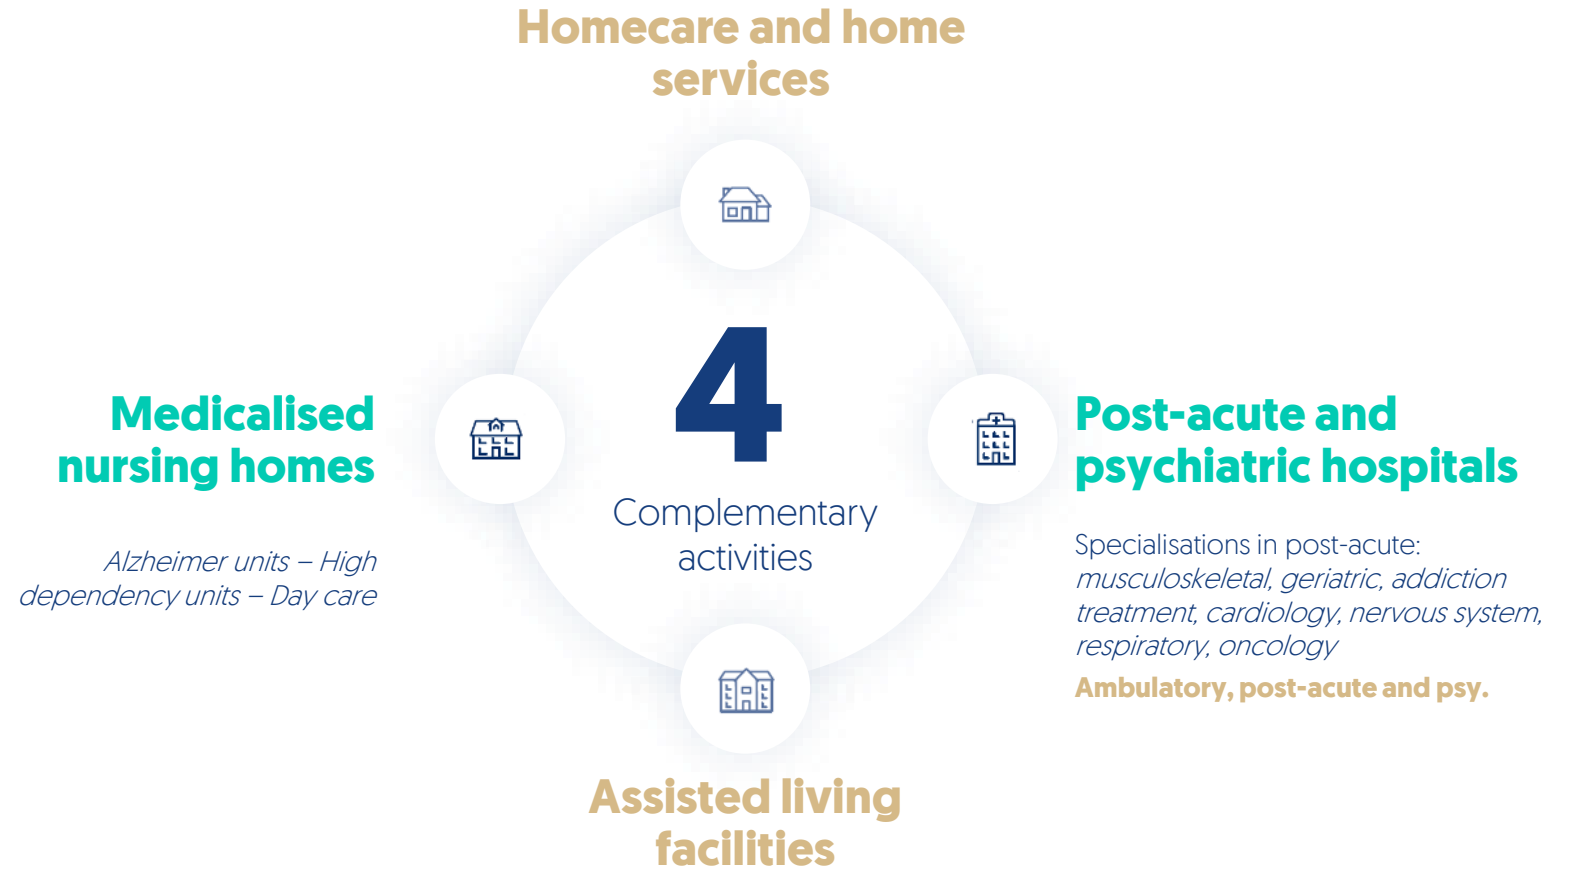 Homecare and home
services
4
Complementary
activities
Medicalised
nursing homes
Alzheimer units – High
dependency units – Day care
Post-acute and
psychiatric hospitals
Specialisations in post-acute:
musculoskeletal, geriatric, addiction
treatment, cardiology, nervous system,
respiratory, oncology
Ambulatory, post-acute and psy.
Assisted living
facilities